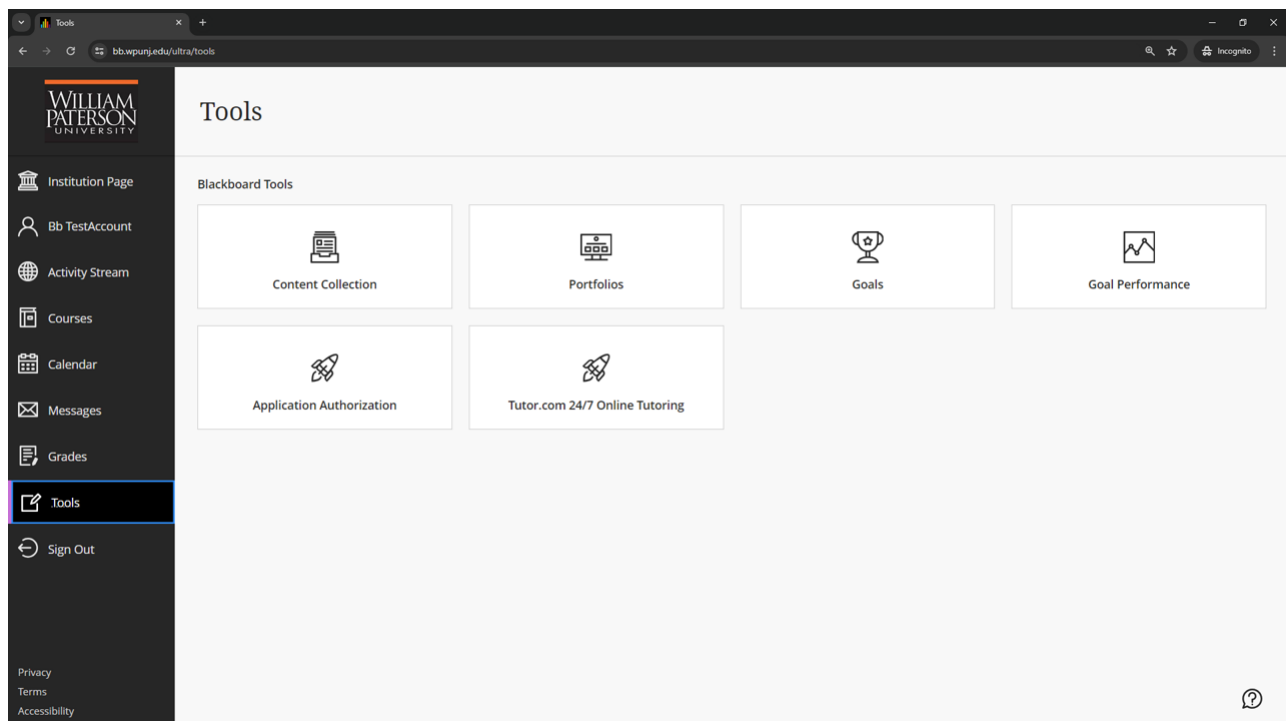 Tools
bb.wpunj.edu/ultra/tools
Incognito
WILLIAM
PATERSON
UNIVERSITY
Institution Page
Bb TestAccount
Activity Stream
Courses
Calendar
Messages
Grades
Tools
Sign Out
Privacy
Terms
Accessibility
Tools
Blackboard Tools
Content Collection
Portfolios
Goals
Goal Performance
Application Authorization
Tutor.com 24/7 Online Tutoring